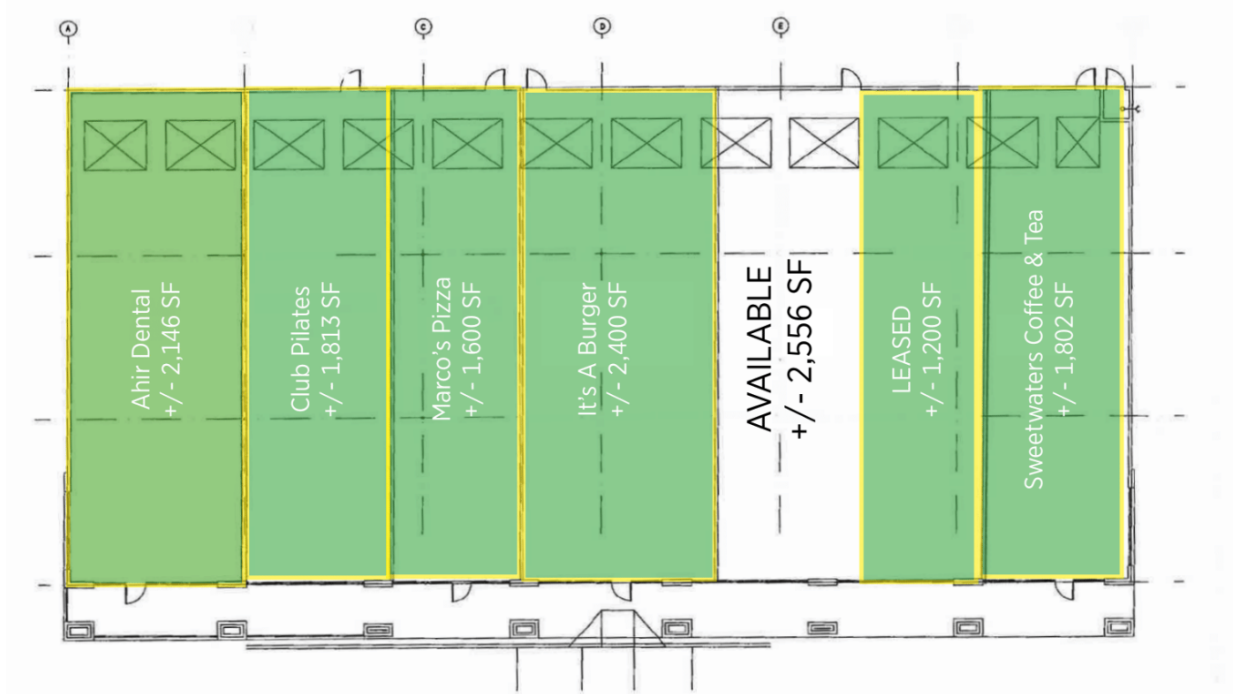 A
C
D
E
Ahir Dental
+/- 2,146 SF
Club Pilates
+/- 1,813 SF
Marco's Pizza
+/- 1,600 SF
It's A Burger
+/- 2,400 SF
AVAILABLE
+/- 2,556 SF
LEASED
+/- 1,200 SF
Sweetwaters Coffee & Tea
+/- 1,802 SF